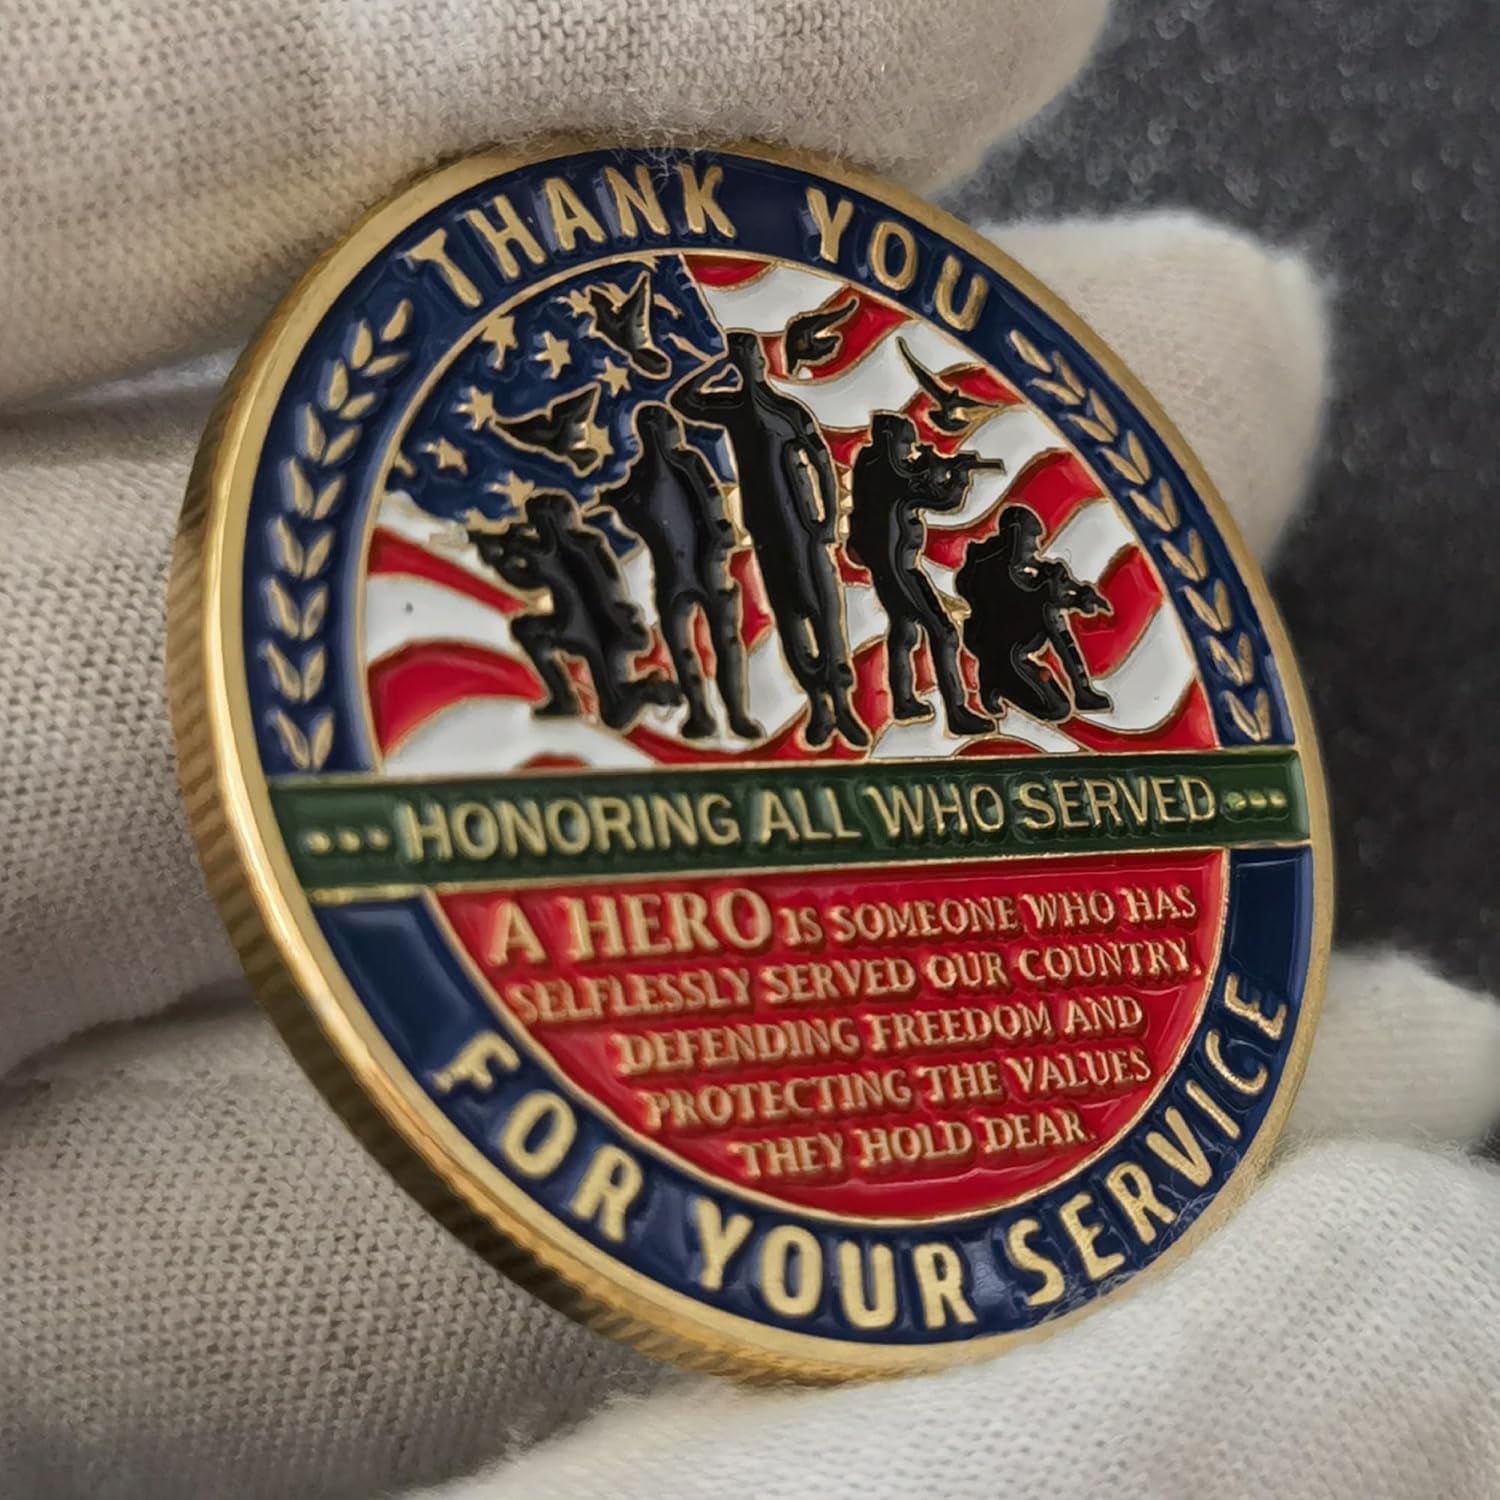 THANK YOU
HONORING ALL WHO SERVED
A HERO IS SOMEONE WHO HAS
SELFLESSLY SERVED OUR COUNTRY.
DEFENDING FREEDOM AND
PROTECTING THE VALUES
THEY HOLD DEAR.
FOR YOUR SERVICE